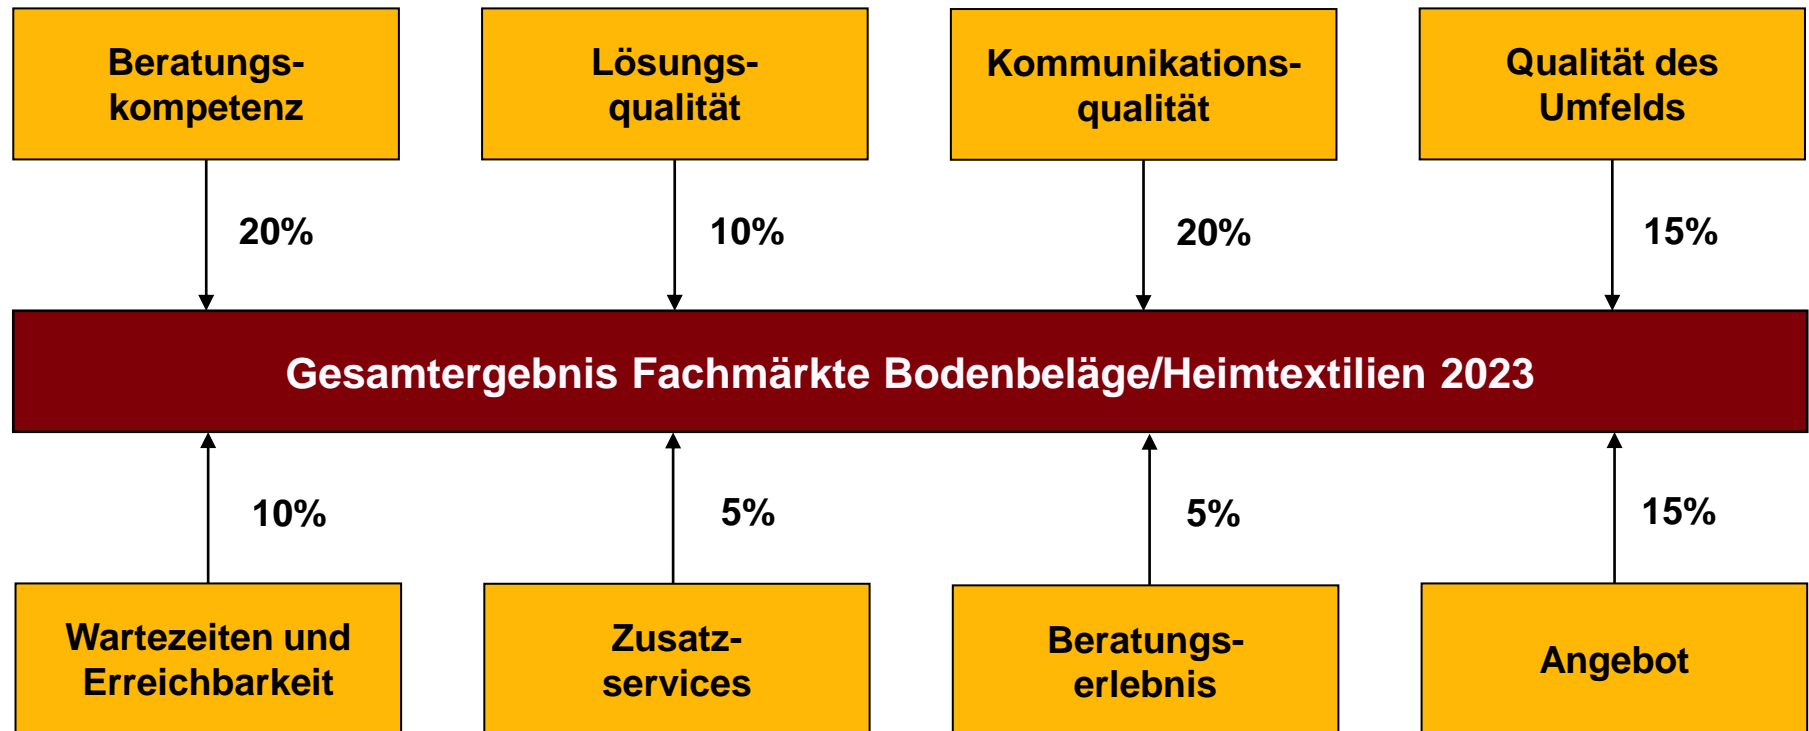 Beratungs-
kompetenz
Lösungs-
qualität
Kommunikations-
qualität
Qualität des
Umfelds
20%
10%
20%
15%
Gesamtergebnis Fachmärkte Bodenbeläge/Heimtextilien 2023
10%
5%
5%
15%
Wartezeiten und
Erreichbarkeit
Zusatz-
services
Beratungs-
erlebnis
Angebot